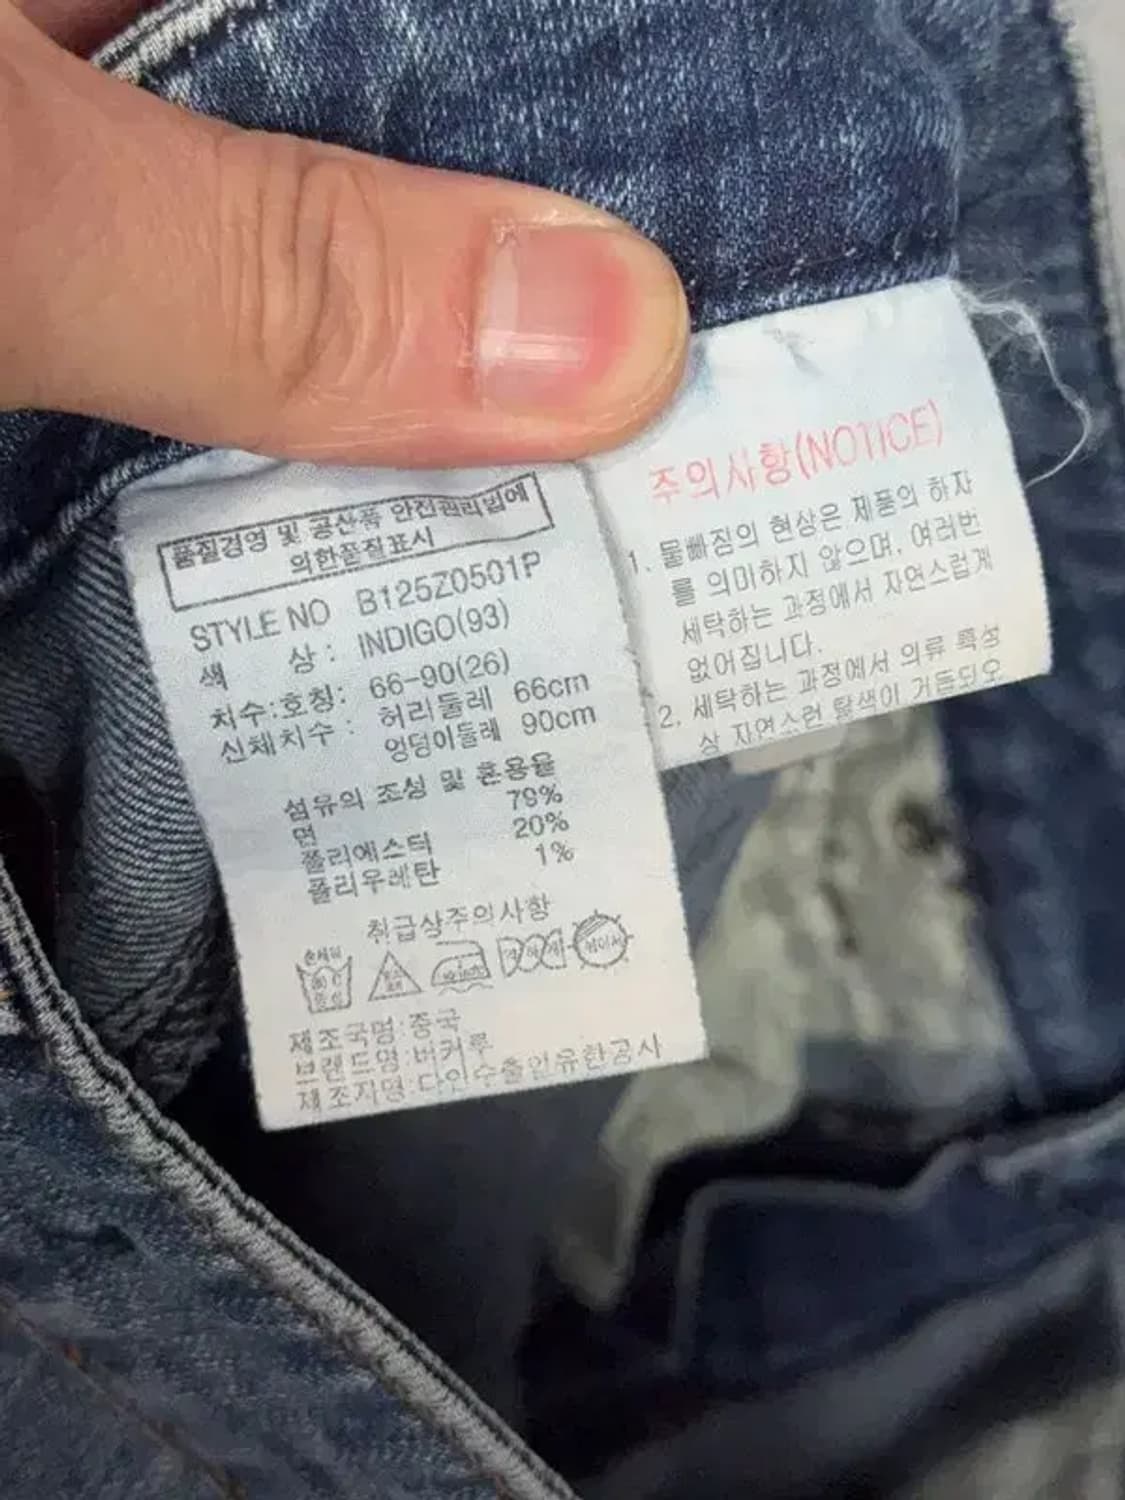 품질경영 및 공산품 안전관리법에
의한품질표시
STYLE NO B125Z0501P
색 상 : INDIGO(93)
치수:호칭: 66-90(26)
신체치수 : 허리둘레 66cm
엉덩이둘레 90cm
섬유의 조성 및 혼용율
면 79%
폴리에스터 20%
폴리우레탄 1%
취급상주의사항
손세탁
제조국명:중국
브랜드명:버커루
제조자명:다인수출입유한공사
주의사항(NOTICE)
1. 물빠짐의 현상은 제품의 하자
를 의미하지 않으며, 여러번
세탁하는 과정에서 자연스럽게
없어집니다.
2. 세탁하는 과정에서 의류 특성
상 자연스런 탈색이 거듭되오